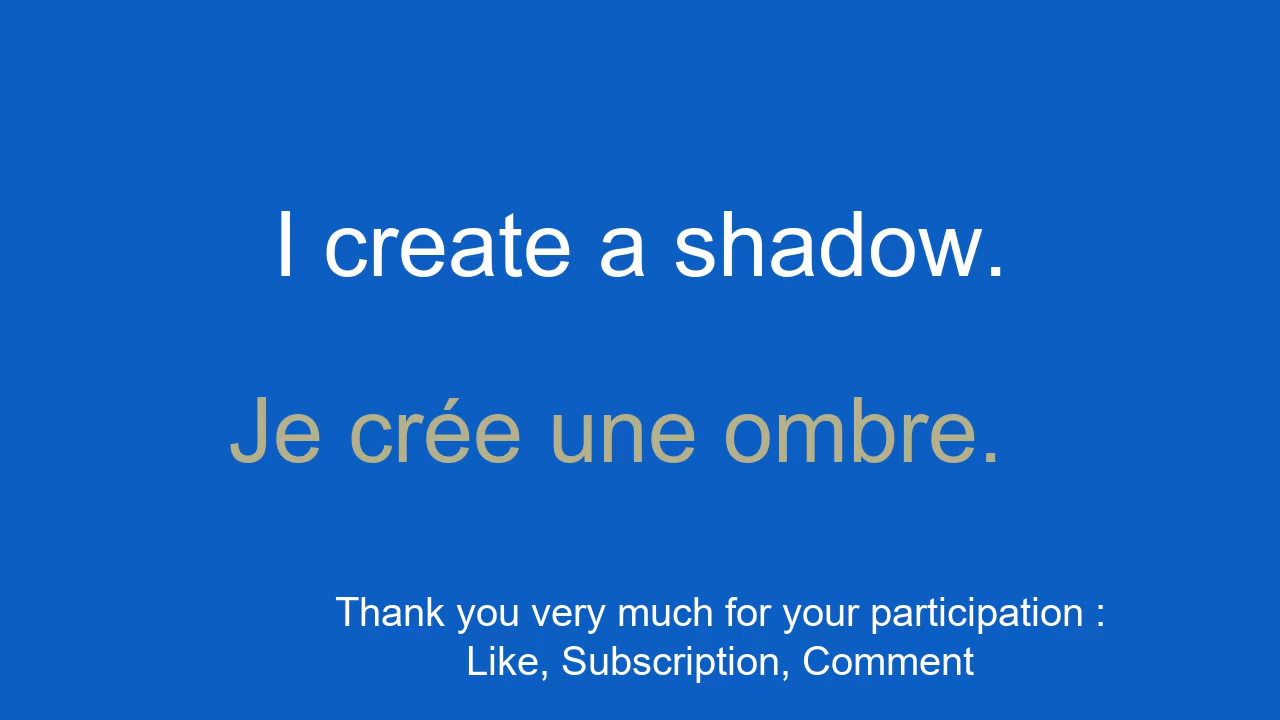 I create a shadow.
Je crée une ombre.
Thank you very much for your participation :
Like, Subscription, Comment